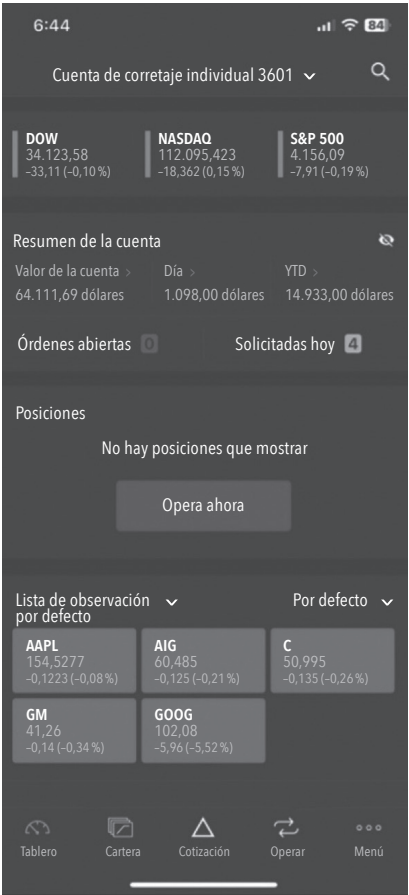 6:44
84
Cuenta de corretaje individual 3601
DOW NASDAQ S&P 500
34.123,58 112.095,423 4.156,09
–33,11 (–0,10 %) –18,362 (0,15 %) –7,91 (–0,19 %)
Resumen de la cuenta
Valor de la cuenta > Día > YTD >
64.111,69 dólares 1.098,00 dólares 14.933,00 dólares
Órdenes abiertas 0 Solicitadas hoy 4
Posiciones
No hay posiciones que mostrar
Opera ahora
Lista de observación Por defecto
por defecto
AAPL AIG C
154,5277 60,485 50,995
–0,1223 (–0,08 %) –0,125 (–0,21 %) –0,135 (–0,26 %)
GM GOOG
41,26 102,08
–0,14 (–0,34 %) –5,96 (–5,52 %)
Tablero Cartera Cotización Operar Menú